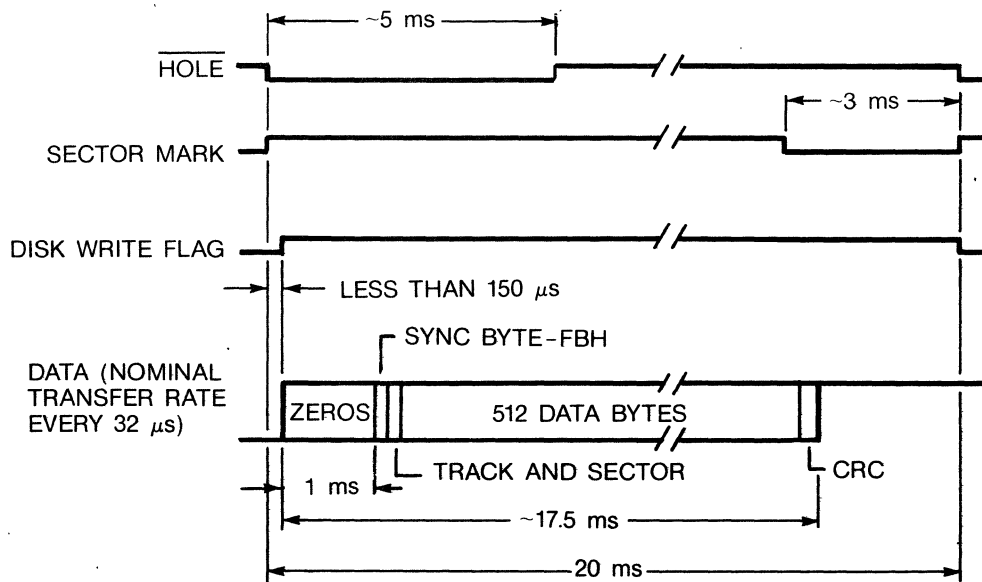 ~5 ms
HOLE
~3 ms
SECTOR MARK
DISK WRITE FLAG
LESS THAN 150 μs
SYNC BYTE-FBH
DATA (NOMINAL
TRANSFER RATE
EVERY 32 μs)
ZEROS
512 DATA BYTES
TRACK AND SECTOR
CRC
1 ms
~17.5 ms
20 ms